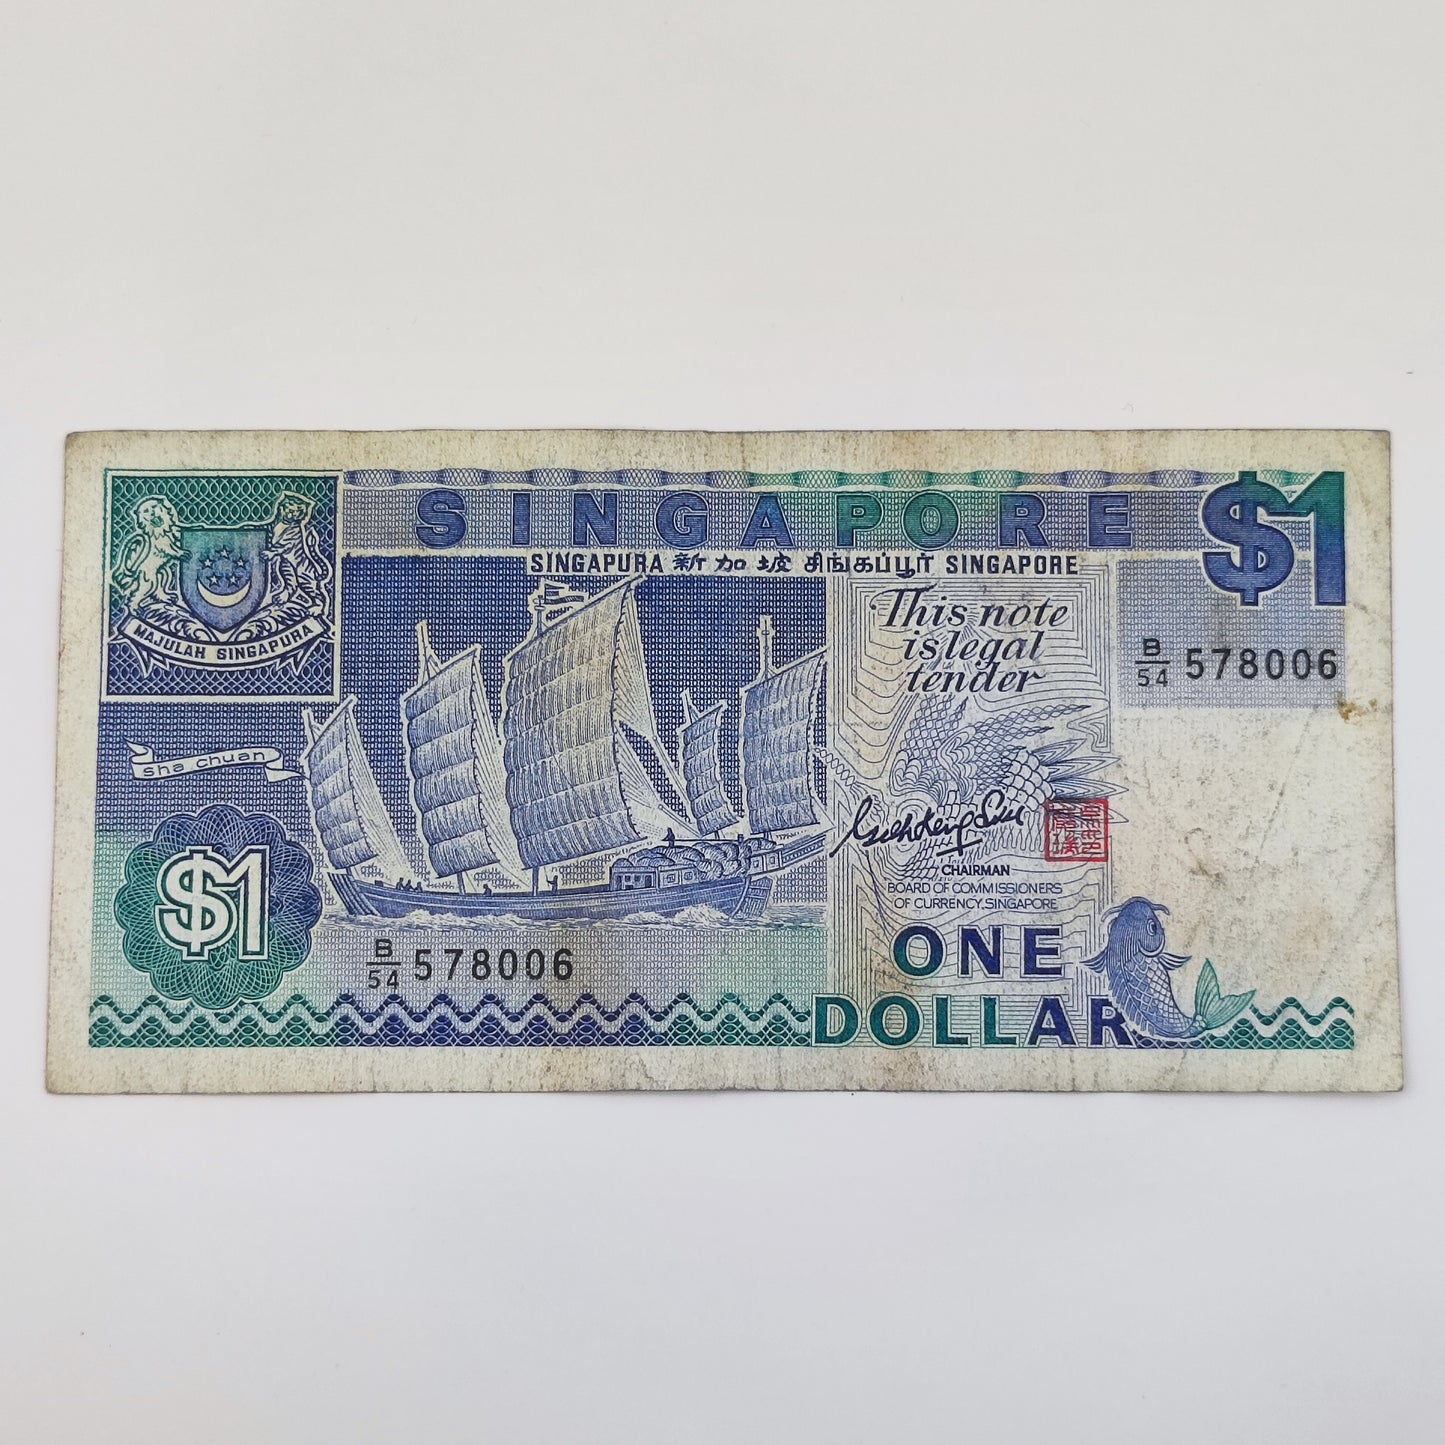 SINGAPORE
$1
SINGAPURA 新加坡 சிங்கப்பூர் SINGAPORE
MAJULAH SINGAPURA
This note
is legal
tender
B/54 578006
sha chuan
$1
CHAIRMAN
BOARD OF COMMISSIONERS
OF CURRENCY, SINGAPORE
B/54 578006
ONE
DOLLAR